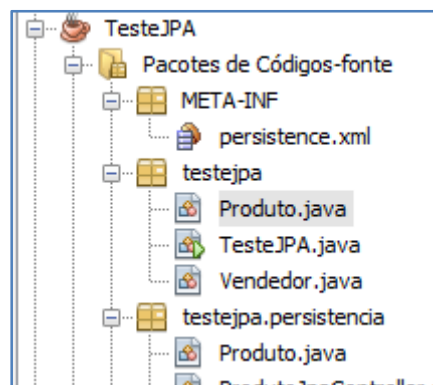 TesteJPA
Pacotes de Códigos-fonte
META-INF
persistence.xml
testejpa
Produto.java
TesteJPA.java
Vendedor.java
testejpa.persistencia
Produto.java